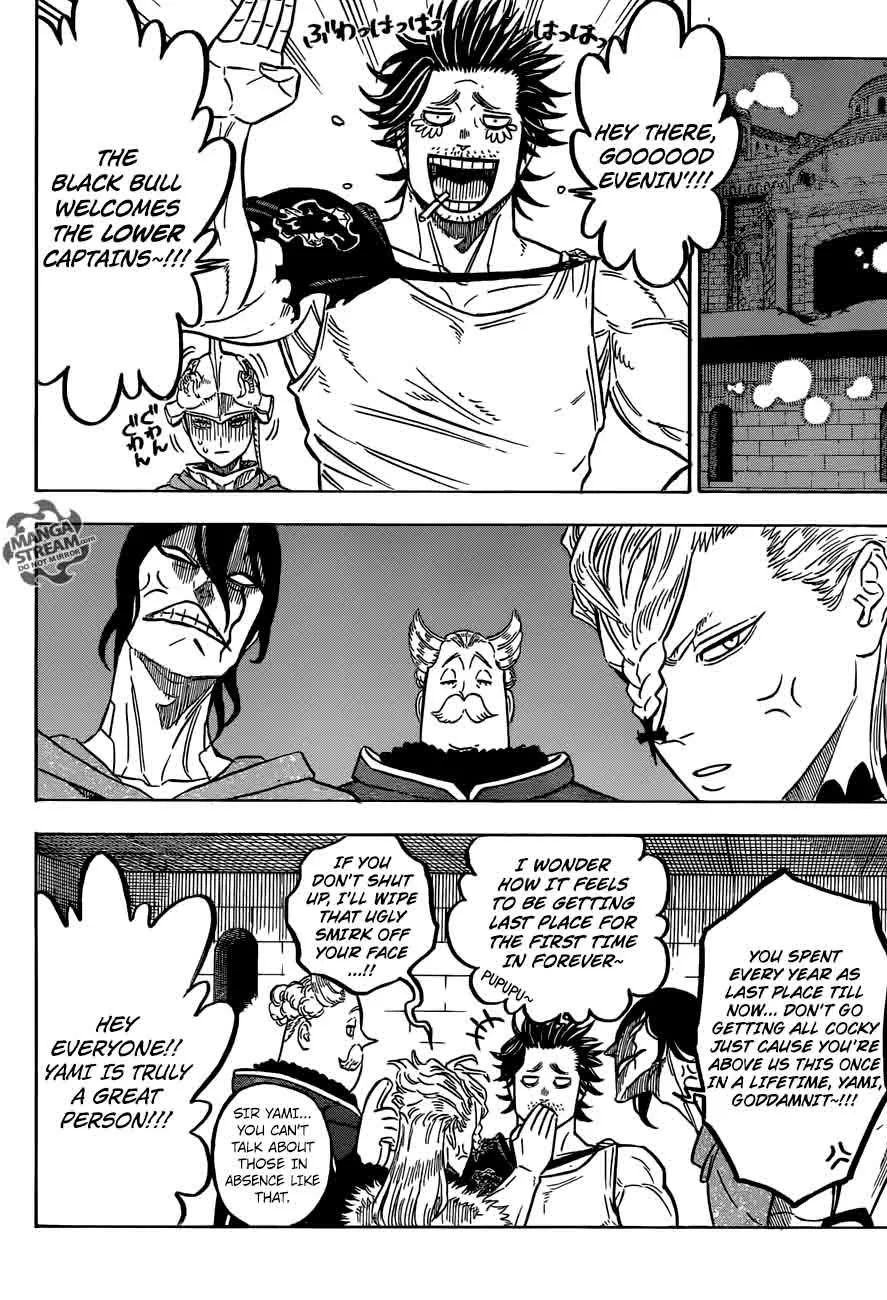 HEY THERE,
GOOOOOD
EVENIN'!!!
はっはっ
ぶわっはっはっ
THE
BLACK BULL
WELCOMES
THE LOWER
CAPTAINS~!!!
ぐわん
ぐわん
MANGA
STREAM.com
DO NOT MIRROR
YOU SPENT
EVERY YEAR AS
LAST PLACE TILL
NOW... DON'T GO
GETTING ALL COCKY
JUST CAUSE YOU'RE
ABOVE US THIS ONCE
IN A LIFETIME, YAMI,
GODDAMNIT~!!!
I WONDER
HOW IT FEELS
TO BE GETTING
LAST PLACE FOR
THE FIRST TIME
IN FOREVER~
PUPUPU~
IF YOU
DON'T SHUT
UP, I'LL WIPE
THAT UGLY
SMIRK OFF
YOUR FACE
...!!
SIR YAMI...
YOU CAN'T
TALK ABOUT
THOSE IN
ABSENCE LIKE
THAT.
HEY
EVERYONE!!
YAMI IS TRULY
A GREAT
PERSON!!!